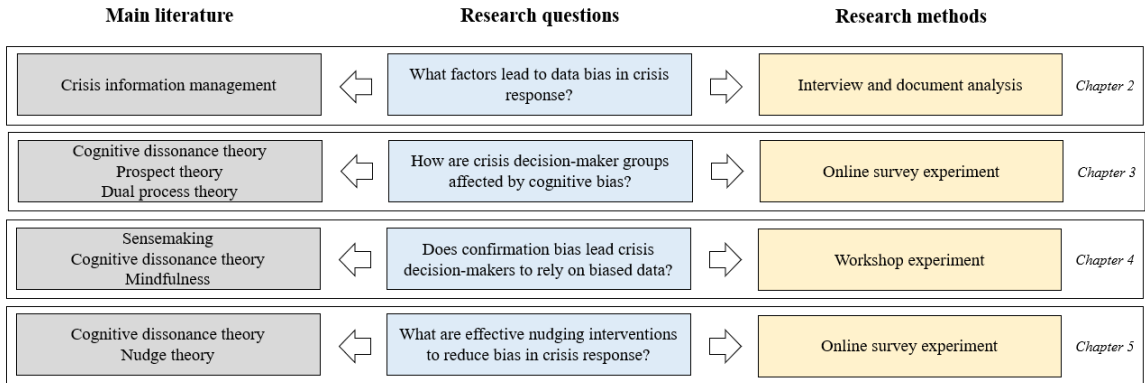 Main literature
Research questions
Research methods
Crisis information management
What factors lead to data bias in crisis
response?
Interview and document analysis
Chapter 2
Cognitive dissonance theory
Prospect theory
Dual process theory
How are crisis decision-maker groups
affected by cognitive bias?
Online survey experiment
Chapter 3
Sensemaking
Cognitive dissonance theory
Mindfulness
Does confirmation bias lead crisis
decision-makers to rely on biased data?
Workshop experiment
Chapter 4
Cognitive dissonance theory
Nudge theory
What are effective nudging interventions
to reduce bias in crisis response?
Online survey experiment
Chapter 5